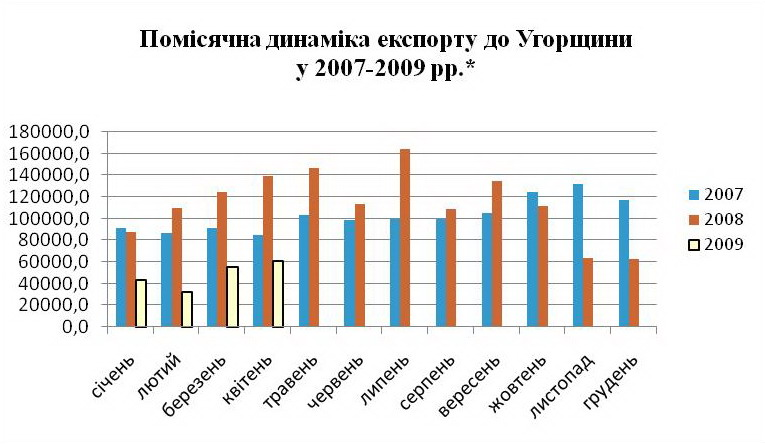 Помісячна динаміка експорту до Угорщини
у 2007-2009 рр.*
180000,0
160000,0
140000,0
120000,0
100000,0
80000,0
60000,0
40000,0
20000,0
0,0
січень
лютий
березень
квітень
травень
червень
липень
серпень
вересень
жовтень
листопад
грудень
2007
2008
2009